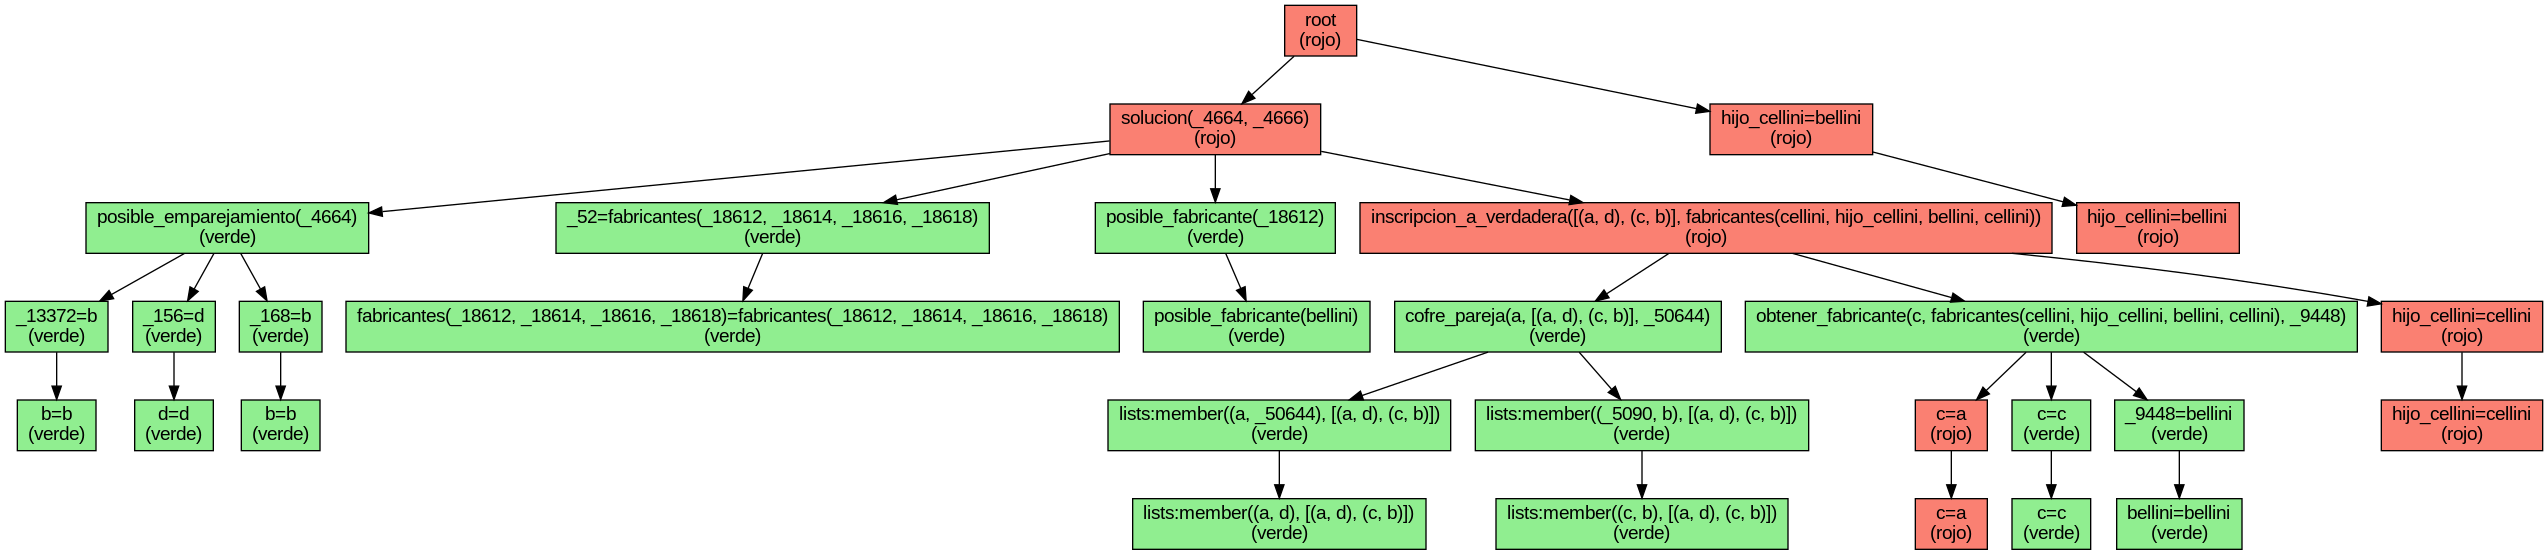 root
(rojo)
solucion(_4664, _4666)
(rojo)
hijo_cellini=bellini
(rojo)
posible_emparejamiento(_4664)
(verde)
_52=fabricantes(_18612, _18614, _18616, _18618)
(verde)
posible_fabricante(_18612)
(verde)
inscripcion_a_verdadera([(a, d), (c, b)], fabricantes(cellini, hijo_cellini, bellini, cellini))
(rojo)
hijo_cellini=bellini
(rojo)
_13372=b
(verde)
_156=d
(verde)
_168=b
(verde)
fabricantes(_18612, _18614, _18616, _18618)=fabricantes(_18612, _18614, _18616, _18618)
(verde)
posible_fabricante(bellini)
(verde)
cofre_pareja(a, [(a, d), (c, b)], _50644)
(verde)
obtener_fabricante(c, fabricantes(cellini, hijo_cellini, bellini, cellini), _9448)
(verde)
hijo_cellini=cellini
(rojo)
b=b
(verde)
d=d
(verde)
b=b
(verde)
lists:member((a, _50644), [(a, d), (c, b)])
(verde)
lists:member((_5090, b), [(a, d), (c, b)])
(verde)
c=a
(rojo)
c=c
(verde)
_9448=bellini
(verde)
hijo_cellini=cellini
(rojo)
lists:member((a, d), [(a, d), (c, b)])
(verde)
lists:member((c, b), [(a, d), (c, b)])
(verde)
c=a
(rojo)
c=c
(verde)
bellini=bellini
(verde)